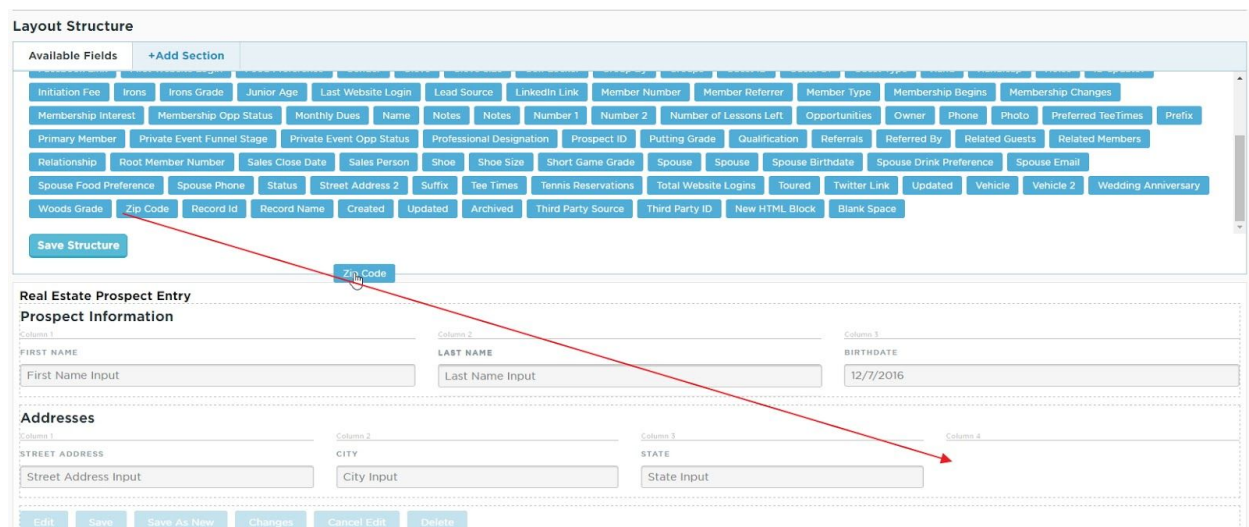 Layout Structure
Available Fields +Add Section
Initiation Fee Irons Irons Grade Junior Age Last Website Login Lead Source LinkedIn Link Member Number Member Referrer Member Type Membership Begins Membership Changes
Membership Interest Membership Opp Status Monthly Dues Name Notes Notes Number 1 Number 2 Number of Lessons Left Opportunities Owner Phone Photo Preferred TeeTimes Prefix
Primary Member Private Event Funnel Stage Private Event Opp Status Professional Designation Prospect ID Putting Grade Qualification Referrals Referred By Related Guests Related Members
Relationship Root Member Number Sales Close Date Sales Person Shoe Shoe Size Short Game Grade Spouse Spouse Spouse Birthdate Spouse Drink Preference Spouse Email
Spouse Food Preference Spouse Phone Status Street Address 2 Suffix Tee Times Tennis Reservations Total Website Logins Toured Twitter Link Updated Vehicle Vehicle 2 Wedding Anniversary
Woods Grade Zip Code Record Id Record Name Created Updated Archived Third Party Source Third Party ID New HTML Block Blank Space
Save Structure
Zip Code
Real Estate Prospect Entry
Prospect Information
Column 1 Column 2 Column 3
FIRST NAME LAST NAME BIRTHDATE
First Name Input Last Name Input 12/7/2016
Addresses
Column 1 Column 2 Column 3 Column 4
STREET ADDRESS CITY STATE
Street Address Input City Input State Input
Edit Save Save As New Changes Cancel Edit Delete